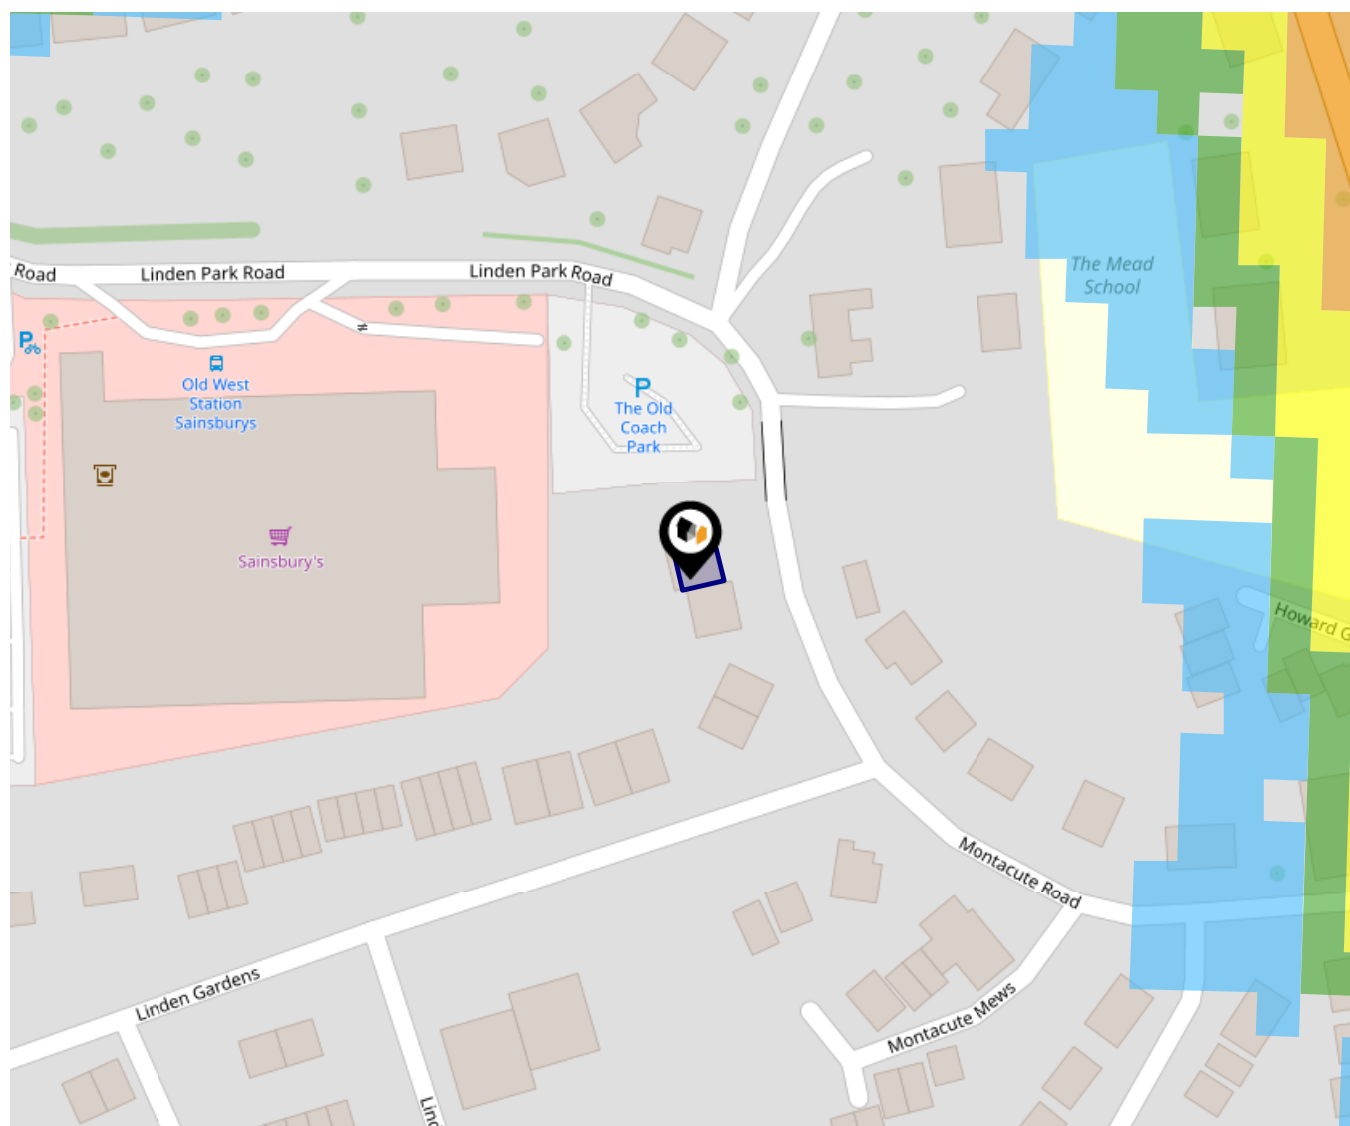 Road
Linden Park Road
Linden Park Road
The Mead
School
P
Old West
Station
Sainsburys
P
The Old
Coach
Park
Sainsbury's
Howard G
Montacute Road
Linden Gardens
Montacute Mews
Lind